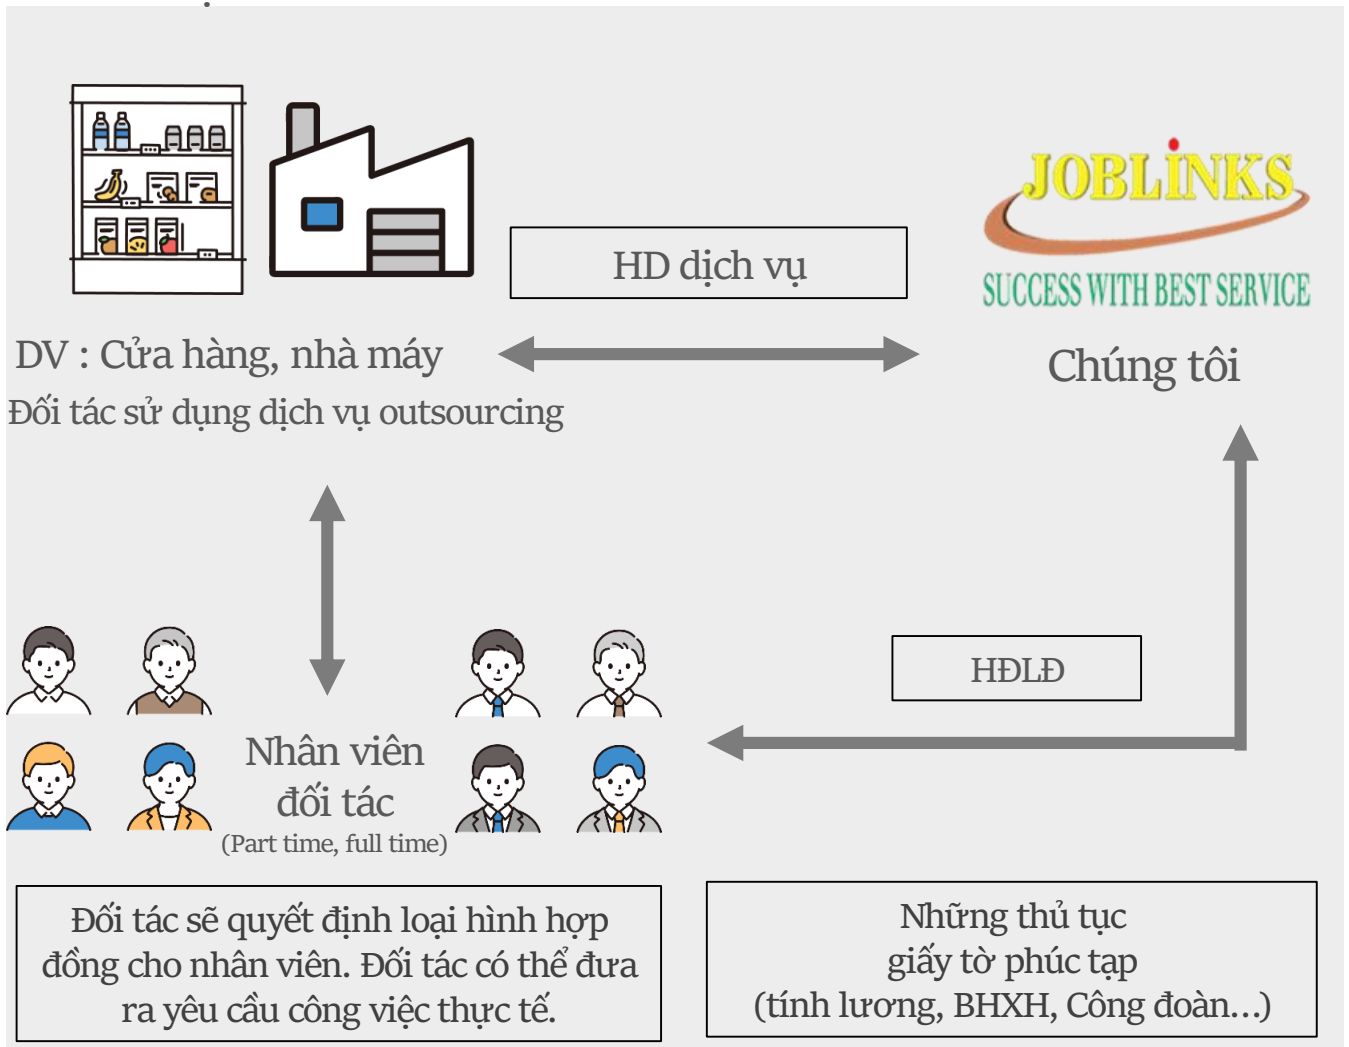 JOBLINKS
SUCCESS WITH BEST SERVICE
HD dịch vụ
DV : Cửa hàng, nhà máy
Đối tác sử dụng dịch vụ outsourcing
Chúng tôi
HĐLĐ
Nhân viên
đối tác
(Part time, full time)
Đối tác sẽ quyết định loại hình hợp
đồng cho nhân viên. Đối tác có thể đưa
ra yêu cầu công việc thực tế.
Những thủ tục
giấy tờ phúc tạp
(tính lương, BHXH, Công đoàn...)